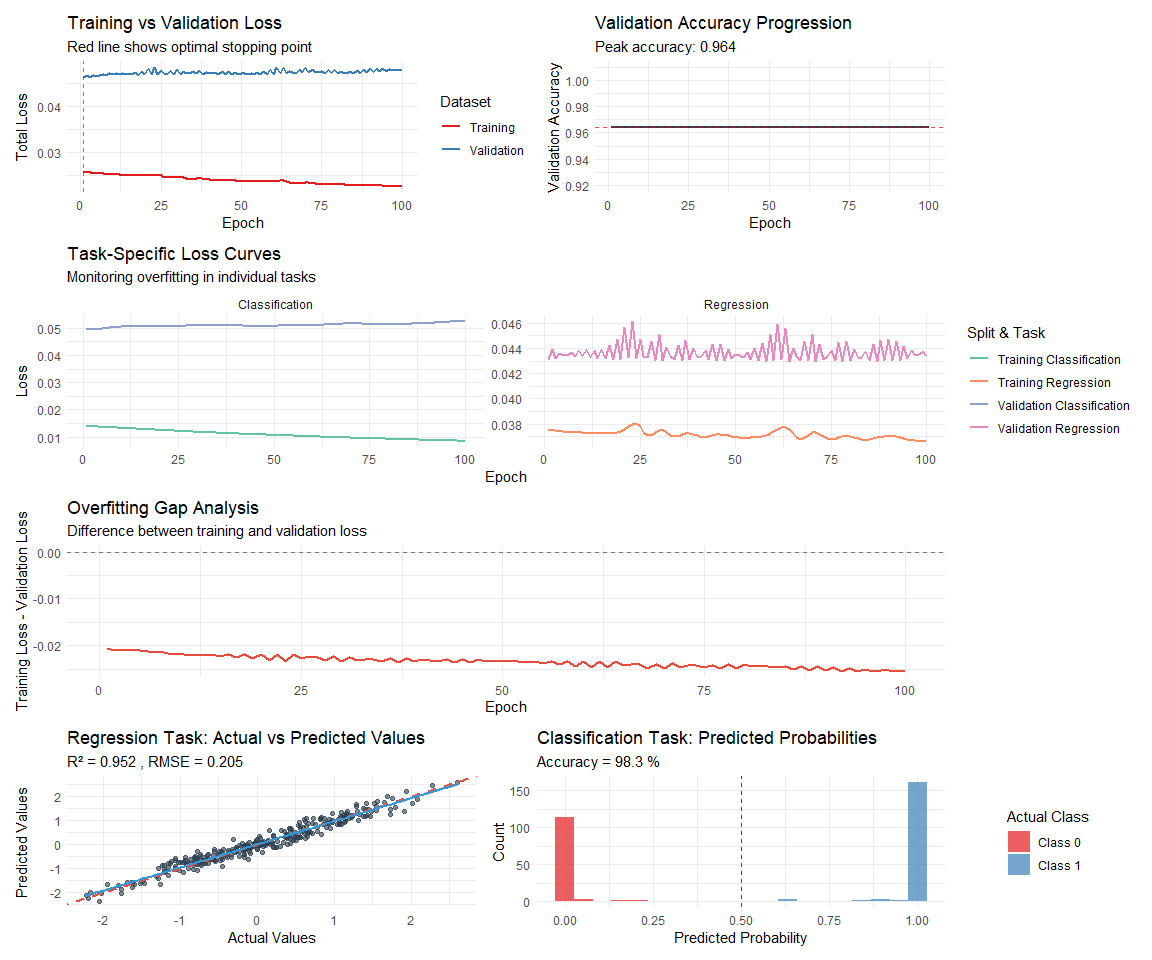 Training vs Validation Loss
Red line shows optimal stopping point
Total Loss
0.04
0.03
0 25 50 75 100
Epoch
Dataset
Training
Validation
Validation Accuracy Progression
Peak accuracy: 0.964
Validation Accuracy
1.00
0.98
0.96
0.94
0.92
0 25 50 75 100
Epoch
Task-Specific Loss Curves
Monitoring overfitting in individual tasks
Classification
Loss
0.05
0.04
0.03
0.02
0.01
0 25 50 75 100
Regression
0.046
0.044
0.042
0.040
0.038
0 25 50 75 100
Epoch
Split & Task
Training Classification
Training Regression
Validation Classification
Validation Regression
Overfitting Gap Analysis
Difference between training and validation loss
Training Loss - Validation Loss
0.00
-0.01
-0.02
0 25 50 75 100
Epoch
Regression Task: Actual vs Predicted Values
R² = 0.952 , RMSE = 0.205
Predicted Values
2
1
0
-1
-2
-2 -1 0 1 2
Actual Values
Classification Task: Predicted Probabilities
Accuracy = 98.3 %
Count
150
100
50
0
0.00 0.25 0.50 0.75 1.00
Predicted Probability
Actual Class
Class 0
Class 1